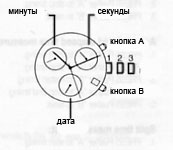 минуты секунды
кнопка А
1 2 3
кнопка В
дата